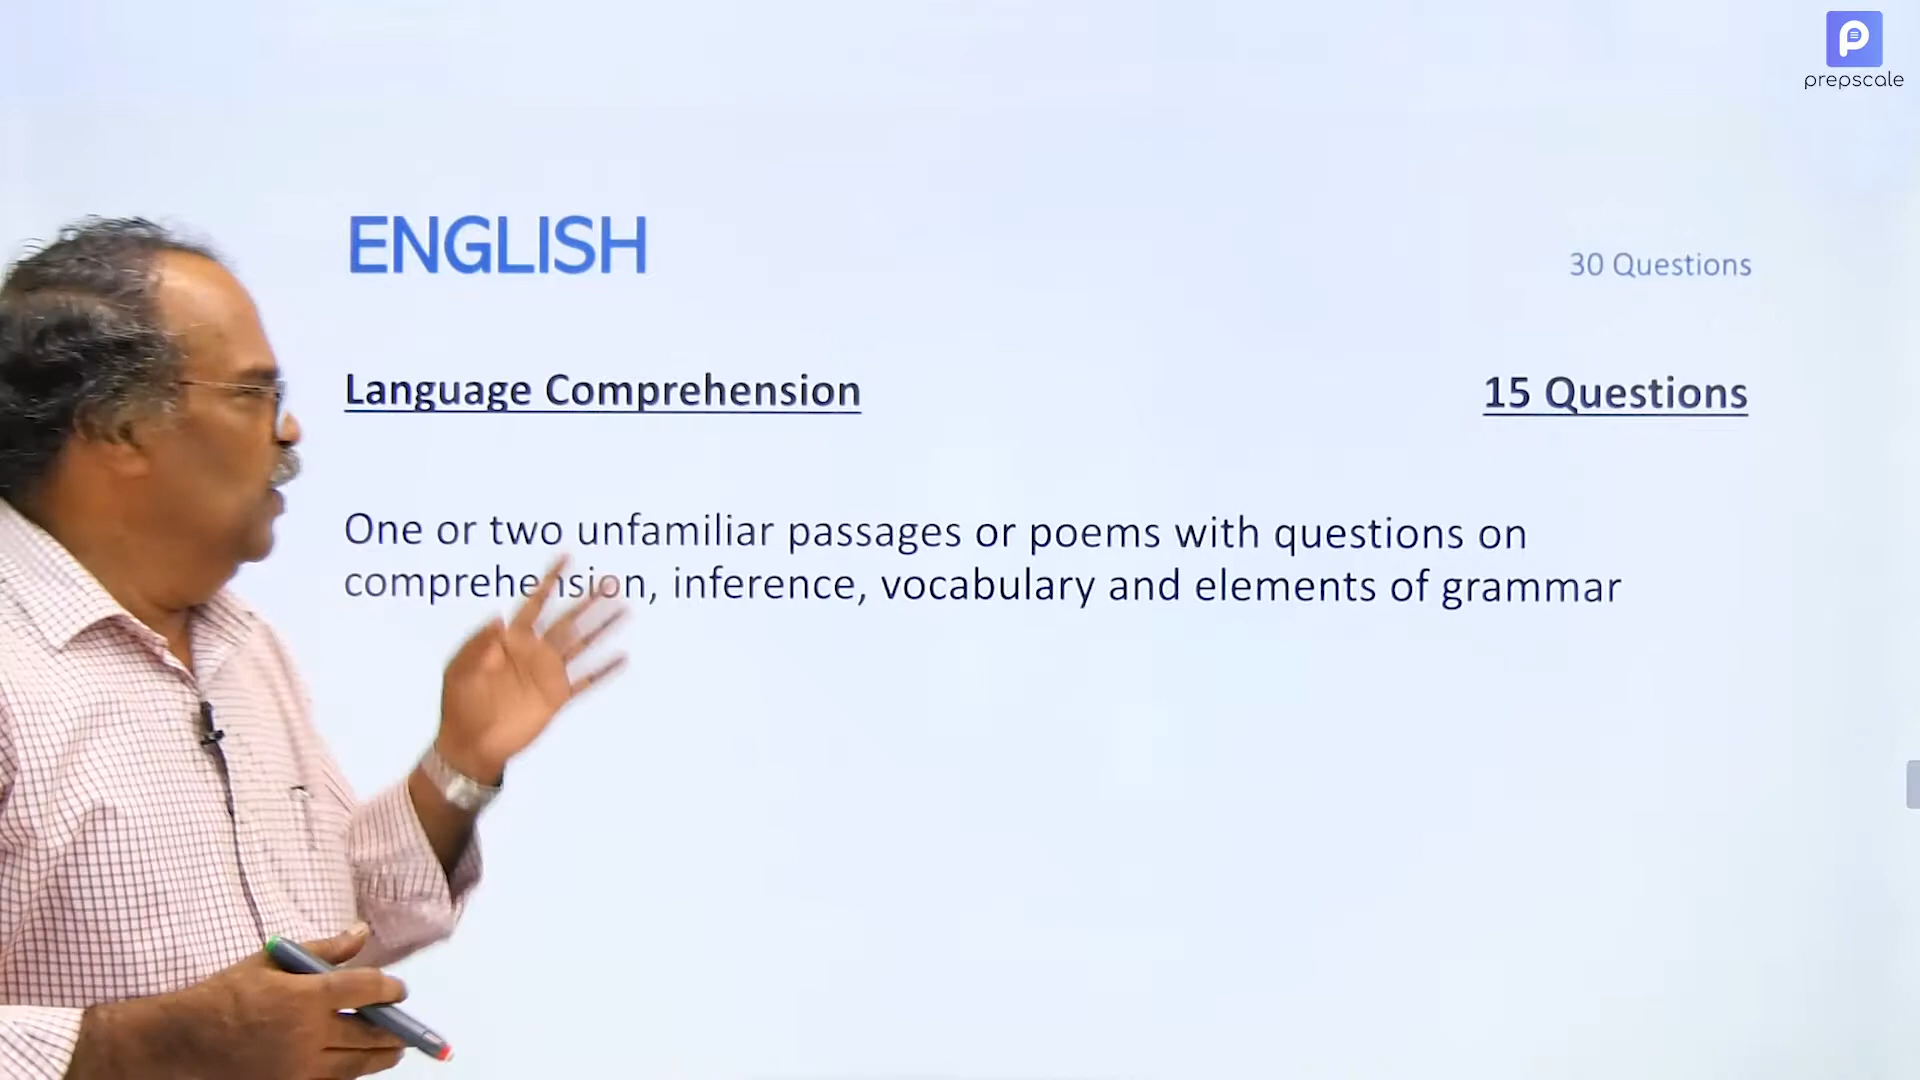 prepscale
ENGLISH
30 Questions
Language Comprehension
15 Questions
One or two unfamiliar passages or poems with questions on
comprehension, inference, vocabulary and elements of grammar